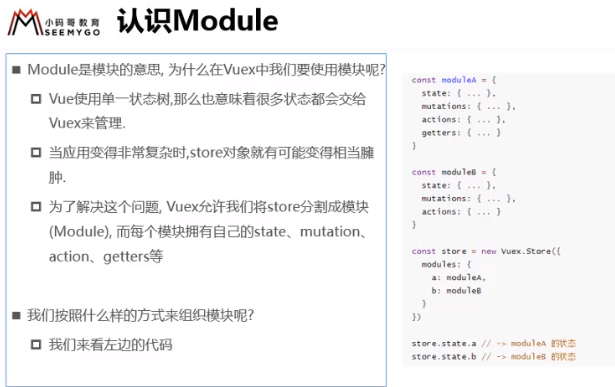 小码哥教育
SEEMYGO
认识Module
Module是模块的意思, 为什么在Vuex中我们要使用模块呢?
Vue使用单一状态树,那么也意味着很多状态都会交给
Vuex来管理.
当应用变得非常复杂时,store对象就有可能变得相当臃
肿.
为了解决这个问题, Vuex允许我们将store分割成模块
(Module), 而每个模块拥有自己的state、mutation、
action、getters等
我们按照什么样的方式来组织模块呢?
我们来看左边的代码
const moduleA = {
  state: { ... },
  mutations: { ... },
  actions: { ... },
  getters: { ... }
}
const moduleB = {
  state: { ... },
  mutations: { ... },
  actions: { ... }
}
const store = new Vuex.Store({
  modules: {
    a: moduleA,
    b: moduleB
  }
})
store.state.a // -> moduleA 的状态
store.state.b // -> moduleB 的状态